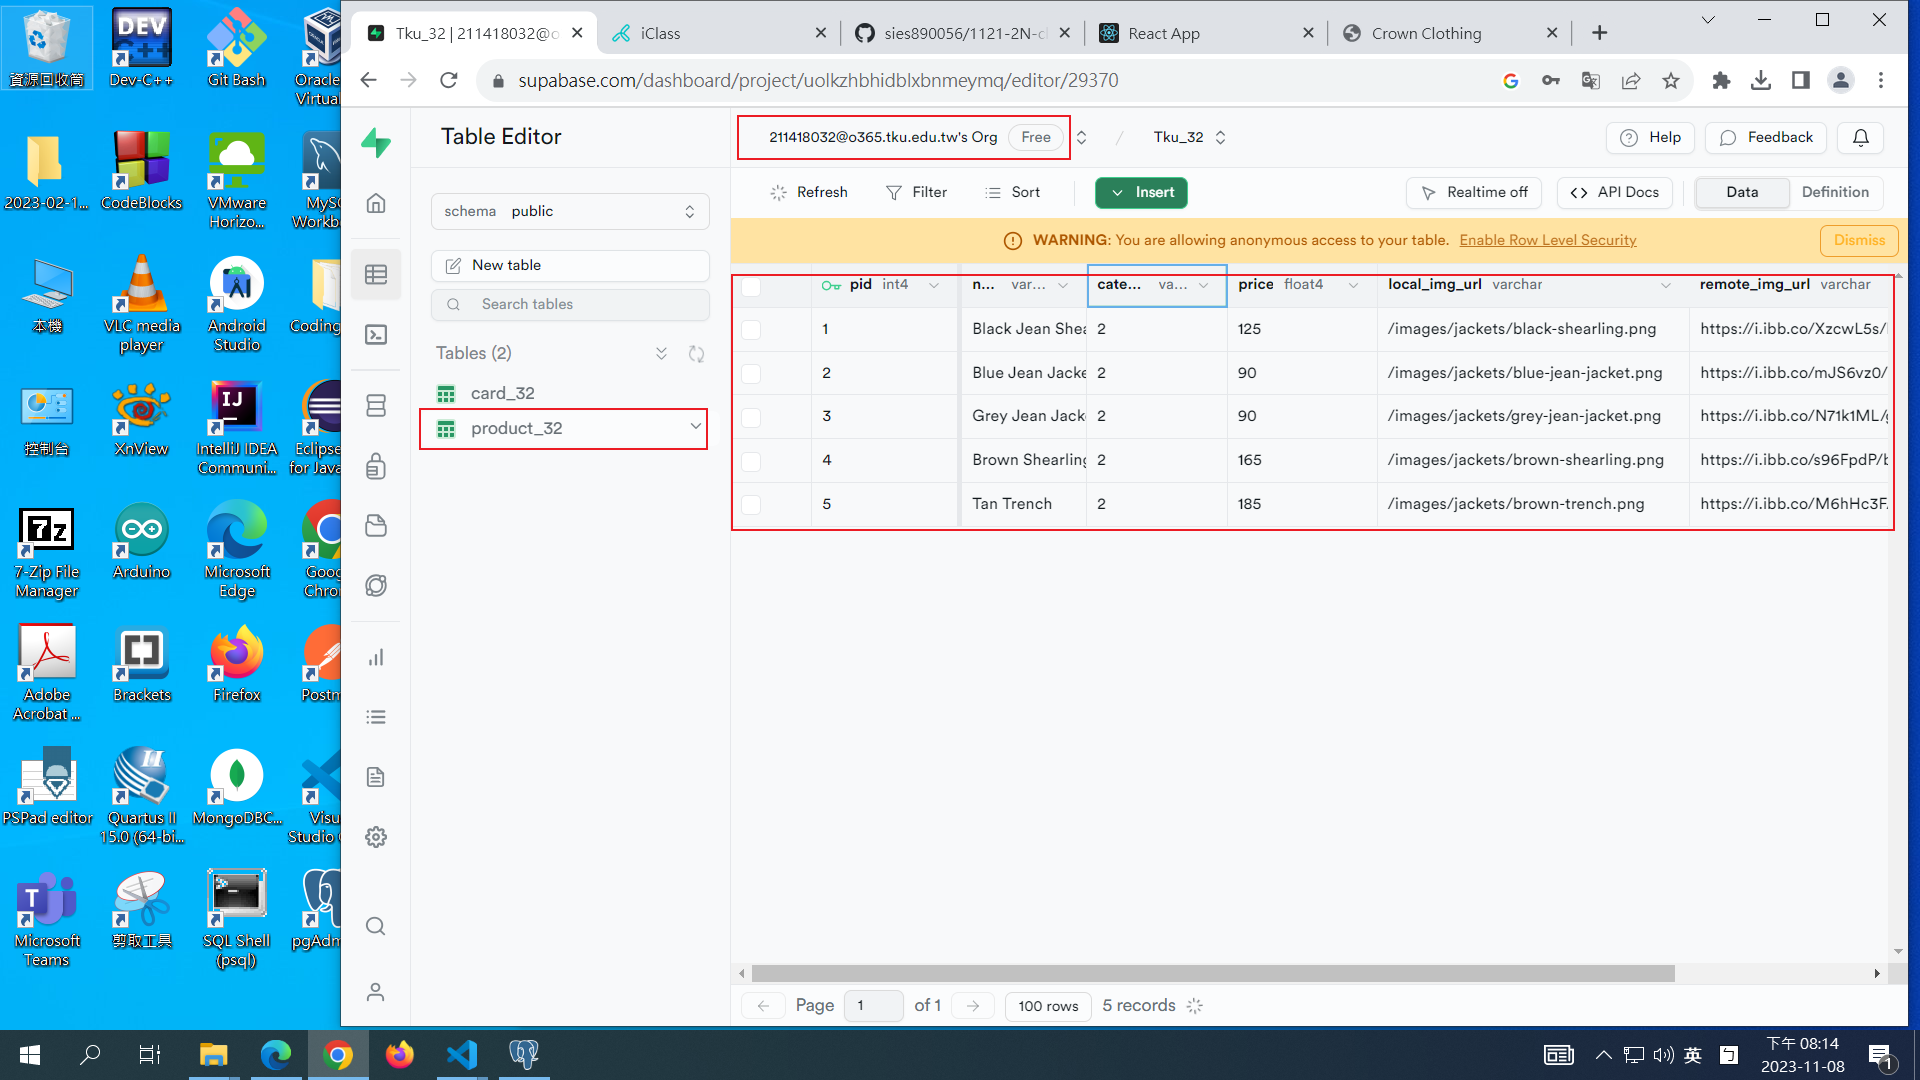 資源回收筒
Dev-C++
Git Bash
Oracle
Virtual
2023-02-1...
CodeBlocks
VMware
Horizo...
MySQ
Workb
本機
VLC media
player
Android
Studio
Coding
控制台
XnView
IntelliJ IDEA
Communi...
Eclipse
for Java
7-Zip File
Manager
Arduino
Microsoft
Edge
Goog
Chro
Adobe
Acrobat ...
Brackets
Firefox
Postm
PSPad editor
Quartus II
15.0 (64-bi...
MongoDBC...
Visu
Studio
Microsoft
Teams
剪取工具
SQL Shell
(psql)
pgAdm
Tku_32 | 211418032@o
iClass
sies890056/1121-2N-cl
React App
Crown Clothing
supabase.com/dashboard/project/uolkzhbhidblxbnmeymq/editor/29370
Table Editor
211418032@o365.tku.edu.tw's Org Free
/
Tku_32
Help
Feedback
schema public
New table
Search tables
Tables (2)
card_32
product_32
Refresh
Filter
Sort
Insert
Realtime off
API Docs
Data
Definition
WARNING: You are allowing anonymous access to your table. Enable Row Level Security
Dismiss
pid int4 n... var... cate... va... price float4 local_img_url varchar remote_img_url varchar
1 Black Jean Shea 2 125 /images/jackets/black-shearling.png https://i.ibb.co/XzcwL5s/
2 Blue Jean Jacke 2 90 /images/jackets/blue-jean-jacket.png https://i.ibb.co/mJS6vz0/
3 Grey Jean Jack 2 90 /images/jackets/grey-jean-jacket.png https://i.ibb.co/N71k1ML/g
4 Brown Shearling 2 165 /images/jackets/brown-shearling.png https://i.ibb.co/s96FpdP/b
5 Tan Trench 2 185 /images/jackets/brown-trench.png https://i.ibb.co/M6hHc3F
Page 1 of 1
100 rows
5 records
英
下午 08:14
2023-11-08
1